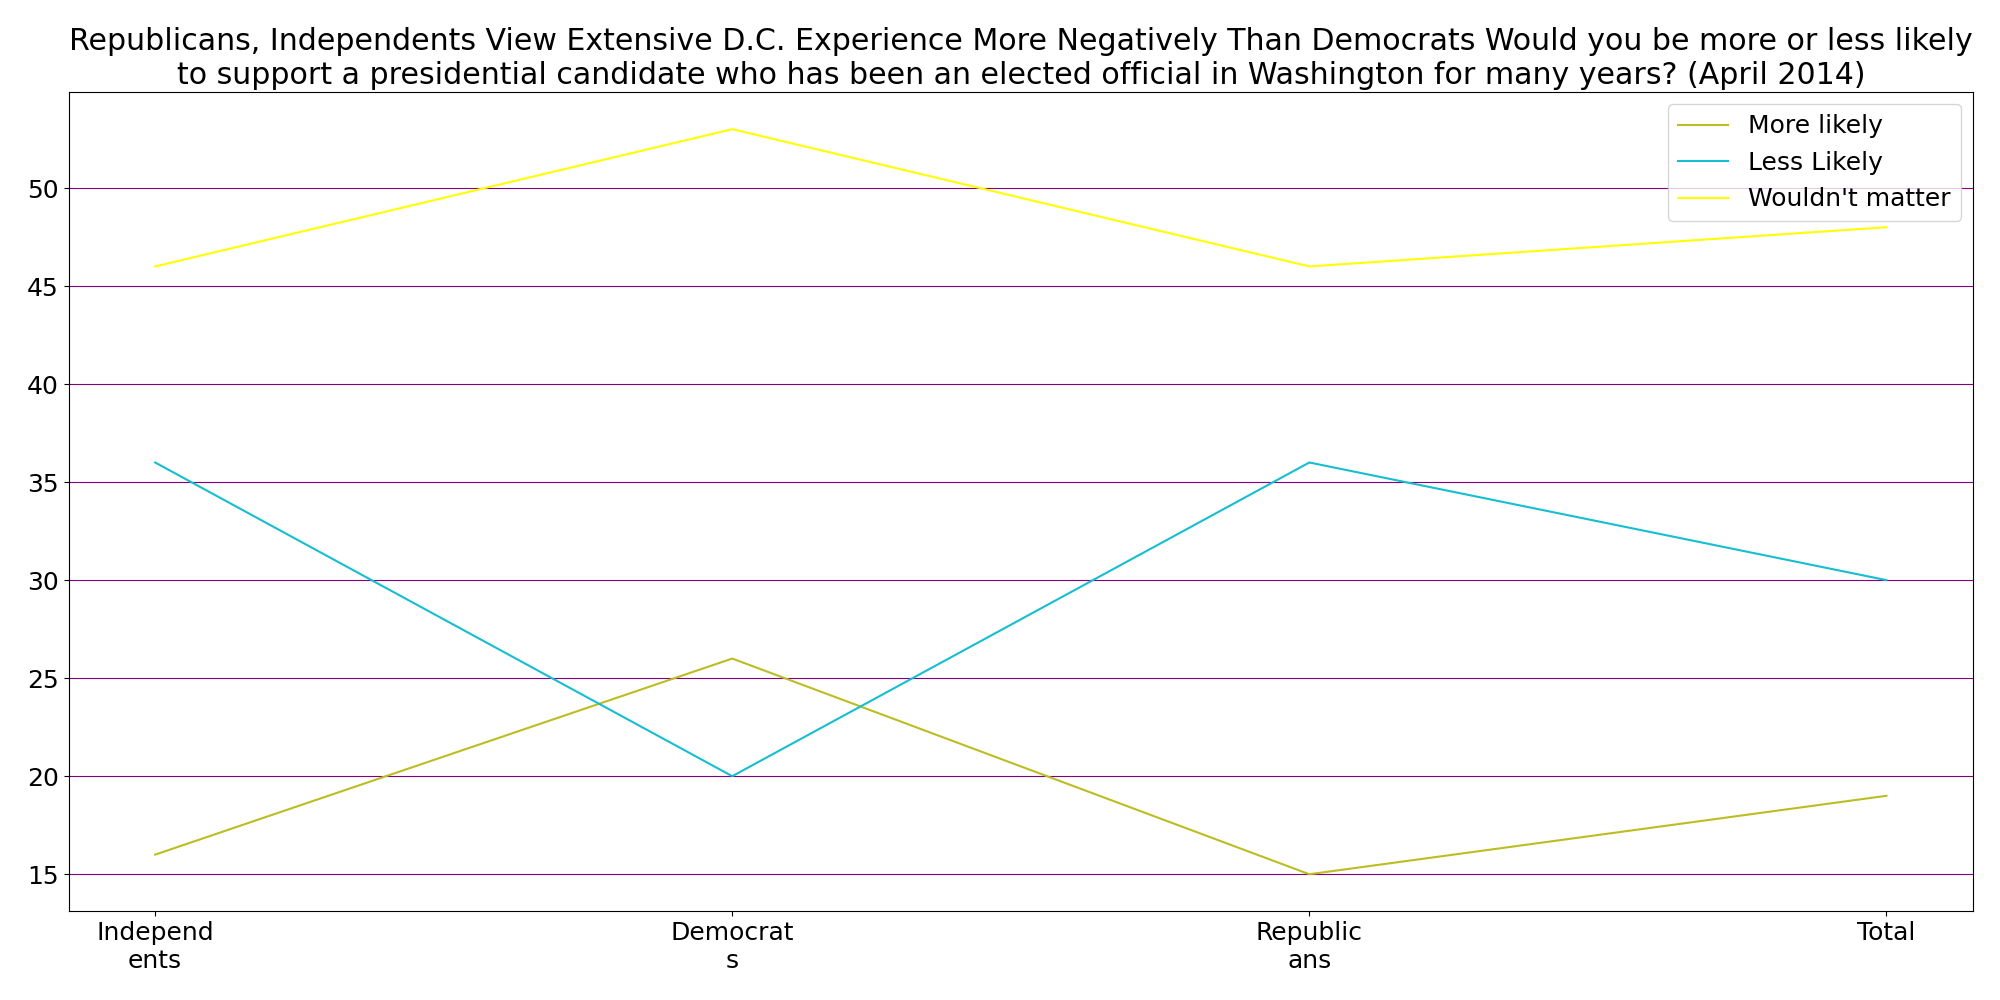 Republicans, Independents View Extensive D.C. Experience More Negatively Than Democrats Would you be more or less likely
to support a presidential candidate who has been an elected official in Washington for many years? (April 2014)
More likely
Less Likely
Wouldn't matter
50
45
40
35
30
25
20
15
Independ
ents
Democrat
s
Republic
ans
Total